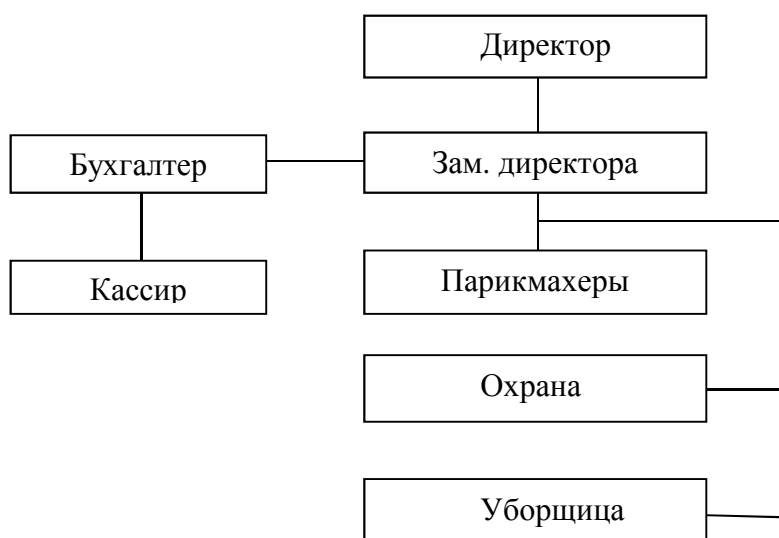 Директор
Бухгалтер
Зам. директора
Кассир
Парикмахеры
Охрана
Уборщица